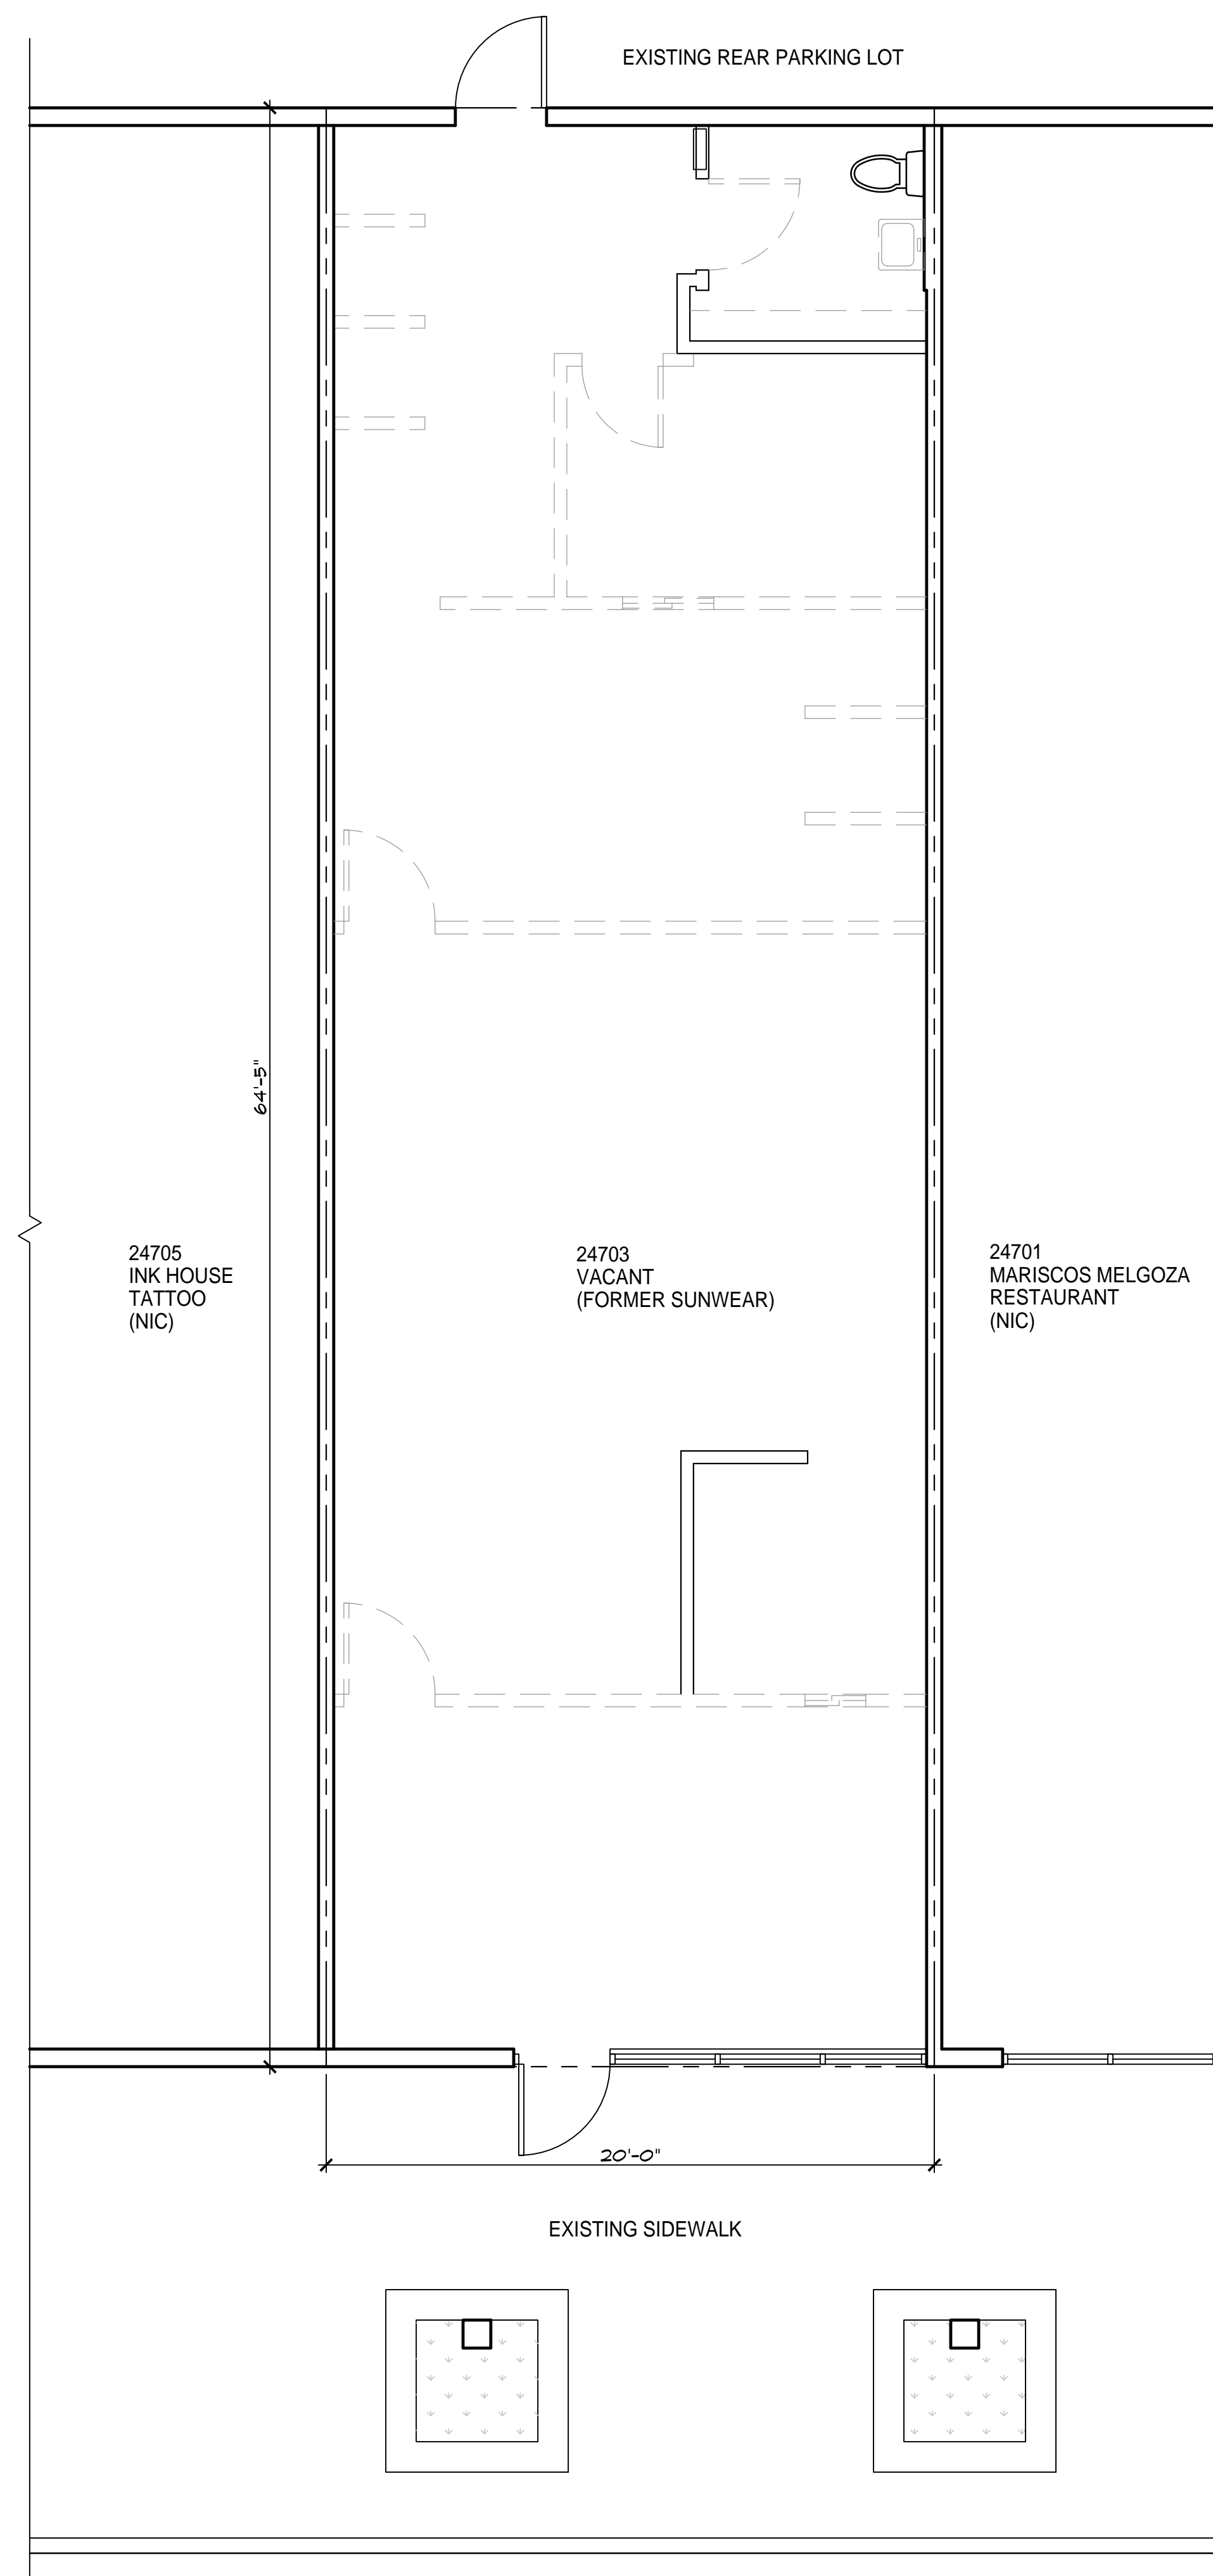 EXISTING REAR PARKING LOT
64'-5"
24705
INK HOUSE
TATTOO
(NIC)
24703
VACANT
(FORMER SUNWEAR)
24701
MARISCOS MELGOZA
RESTAURANT
(NIC)
20'-0"
EXISTING SIDEWALK